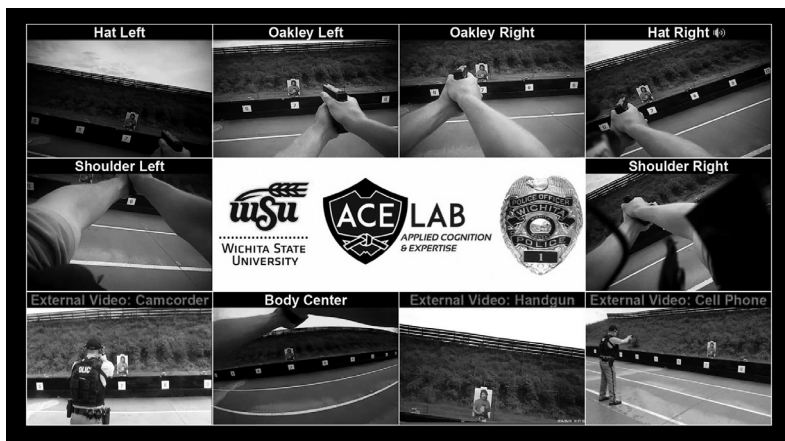 Hat Left
Oakley Left
Oakley Right
Hat Right
Shoulder Left
Shoulder Right
WSU
WICHITA STATE
UNIVERSITY
ACE LAB
APPLIED COGNITION
& EXPERTISE
POLICE OFFICER
WICHITA
POLICE
1
External Video: Camcorder
Body Center
External Video: Handgun
External Video: Cell Phone